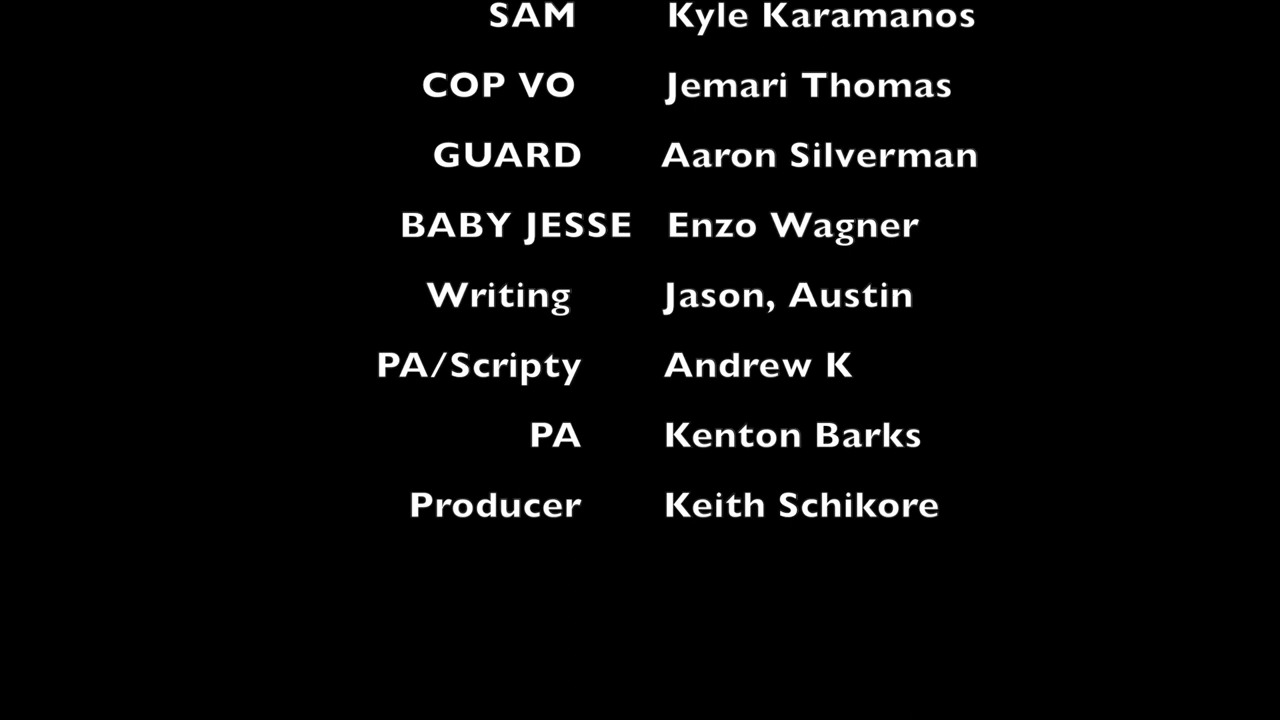 SAM Kyle Karamanos
COP VO Jemari Thomas
GUARD Aaron Silverman
BABY JESSE Enzo Wagner
Writing Jason, Austin
PA/Scripty Andrew K
PA Kenton Barks
Producer Keith Schikore